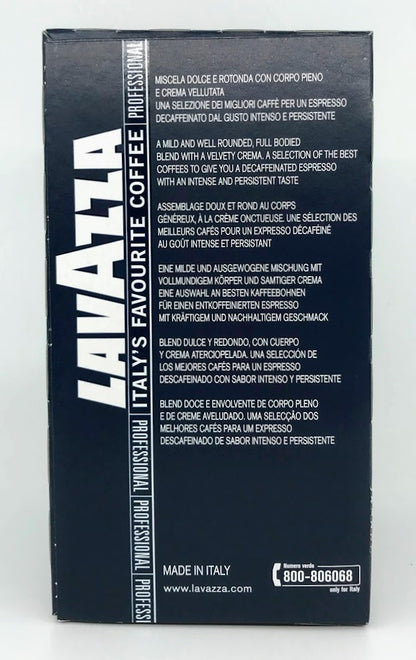 LAVAZZA
ITALY'S FAVOURITE COFFEE
PROFESSIONAL
PROFESSIONAL
PROFESSIONAL
PROFESSI
MISCELA DOLCE E ROTONDA CON CORPO PIENO
E CREMA VELLUTATA
UNA SELEZIONE DEI MIGLIORI CAFFÈ PER UN ESPRESSO
DECAFFEINATO DAL GUSTO INTENSO E PERSISTENTE
A MILD AND WELL ROUNDED, FULL BODIED
BLEND WITH A VELVETY CREMA. A SELECTION OF THE BEST
COFFEES TO GIVE YOU A DECAFFEINATED ESPRESSO
WITH AN INTENSE AND PERSISTENT TASTE
ASSEMBLAGE DOUX ET ROND AU CORPS
GÉNÉREUX, À LA CRÈME ONCTUEUSE. UNE SÉLECTION DES
MEILLEURS CAFÉS POUR UN EXPRESSO DÉCAFÉINÉ
AU GOÛT INTENSE ET PERSISTANT
EINE MILDE UND AUSGEWOGENE MISCHUNG MIT
VOLLMUNDIGEM KÖRPER UND SAMTIGER CREMA
EINE AUSWAHL AN BESTEN KAFFEEBOHNEN
FÜR EINEN ENTKOFFEINIERTEN ESPRESSO
MIT KRÄFTIGEM UND NACHHALTIGEM GESCHMACK
BLEND DULCE Y REDONDO, CON CUERPO
Y CREMA ATERCIOPELADA. UNA SELECCIÓN DE
LOS MEJORES CAFÉS PARA UN ESPRESSO
DESCAFEINADO CON SABOR INTENSO Y PERSISTENTE
BLEND DOCE E ENVOLVENTE DE CORPO PLENO
E DE CREME AVELUDADO. UMA SELECÇÃO DOS
MELHORES CAFÉS PARA UM EXPRESSO
DESCAFEINADO DE SABOR INTENSO E PERSISTENTE
MADE IN ITALY
www.lavazza.com
Numero verde
800-806068
only for Italy